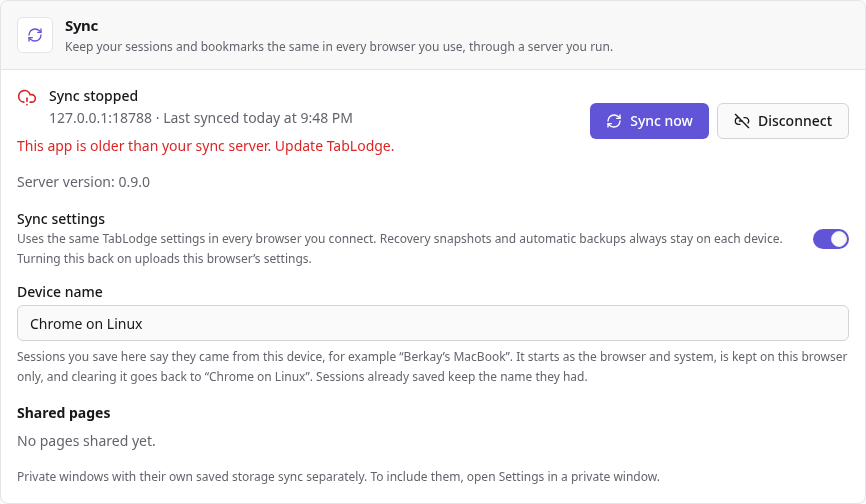 Sync
Keep your sessions and bookmarks the same in every browser you use, through a server you run.
Sync stopped
127.0.0.1:18788 · Last synced today at 9:48 PM
Sync now
Disconnect
This app is older than your sync server. Update TabLodge.
Server version: 0.9.0
Sync settings
Uses the same TabLodge settings in every browser you connect. Recovery snapshots and automatic backups always stay on each device.
Turning this back on uploads this browser’s settings.
Device name
Chrome on Linux
Sessions you save here say they came from this device, for example “Berkay’s MacBook”. It starts as the browser and system, is kept on this browser
only, and clearing it goes back to “Chrome on Linux”. Sessions already saved keep the name they had.
Shared pages
No pages shared yet.
Private windows with their own saved storage sync separately. To include them, open Settings in a private window.